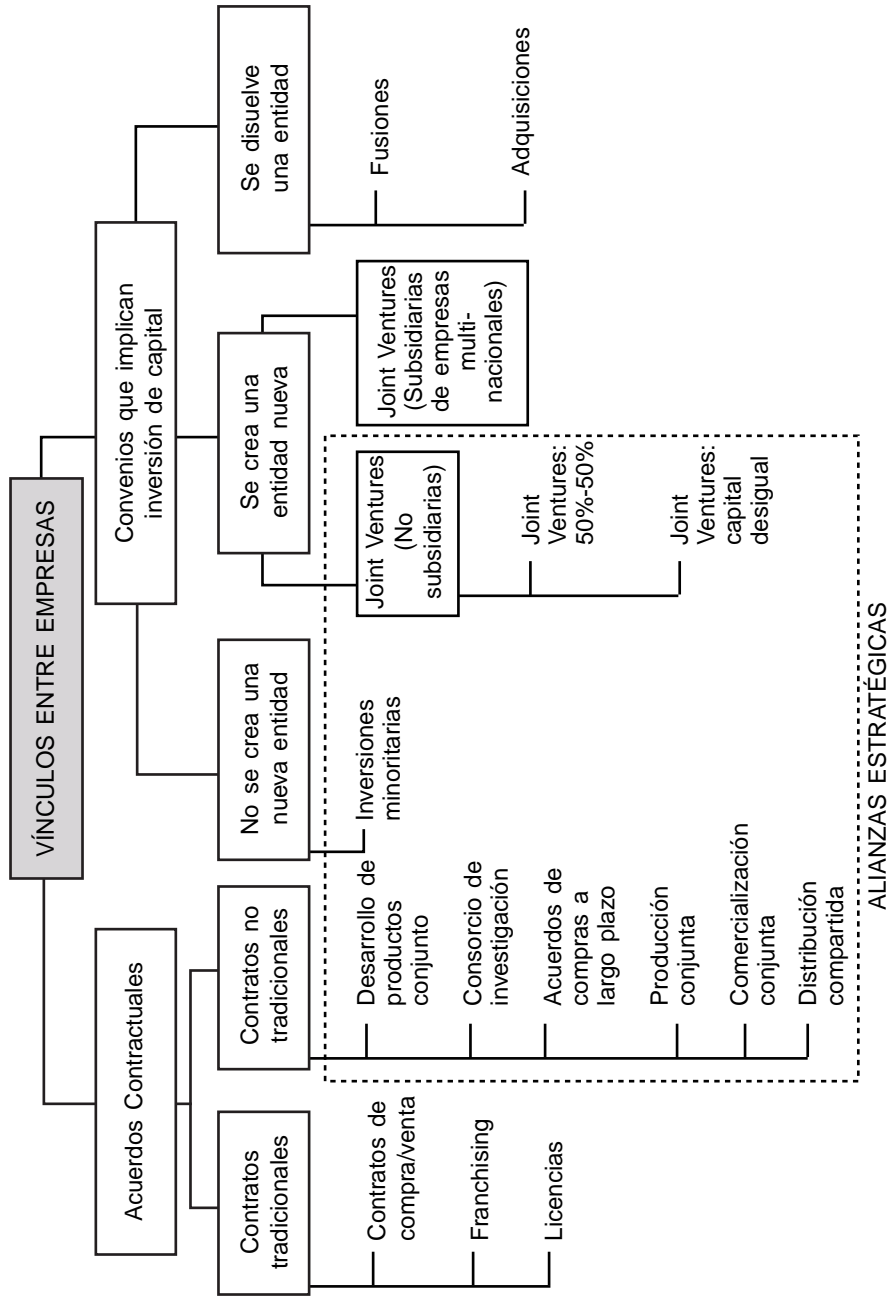 VÍNCULOS ENTRE EMPRESAS
Acuerdos Contractuales
Convenios que implican
inversión de capital
Contratos
tradicionales
Contratos no
tradicionales
No se crea una
nueva entidad
Se crea una
entidad nueva
Se disuelve
una entidad
Contratos de
compra/venta
Franchising
Licencias
Desarrollo de
productos
conjunto
Consorcio de
investigación
Acuerdos de
compras a
largo plazo
Producción
conjunta
Comercialización
conjunta
Distribución
compartida
Inversiones
minoritarias
Joint Ventures
(No
subsidiarias)
Joint
Ventures:
50%-50%
Joint
Ventures:
capital
desigual
Joint Ventures
(Subsidiarias
de empresas
multi-
nacionales)
Fusiones
Adquisiciones
ALIANZAS ESTRATÉGICAS